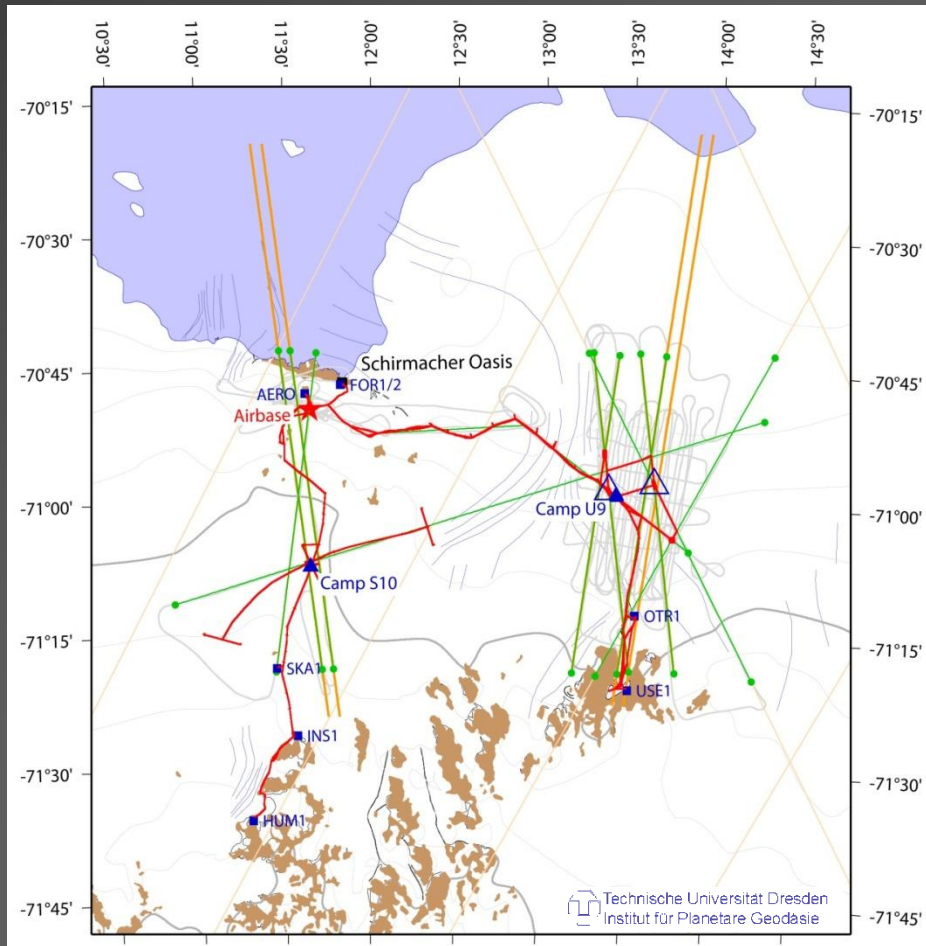 10°30'
11°00'
11°30'
12°00'
12°30'
13°00'
13°30'
14°00'
14°30'
-70°15'
-70°15'
-70°30'
-70°30'
Schirmacher Oasis
-70°45'
FOR1/2
-70°45'
AERO
Airbase
-71°00'
Camp U9
-71°00'
Camp S10
OTR1
-71°15'
-71°15'
SKA1
USE1
INS1
-71°30'
-71°30'
HUM1
Technische Universität Dresden
Institut für Planetare Geodäsie
-71°45'
-71°45'